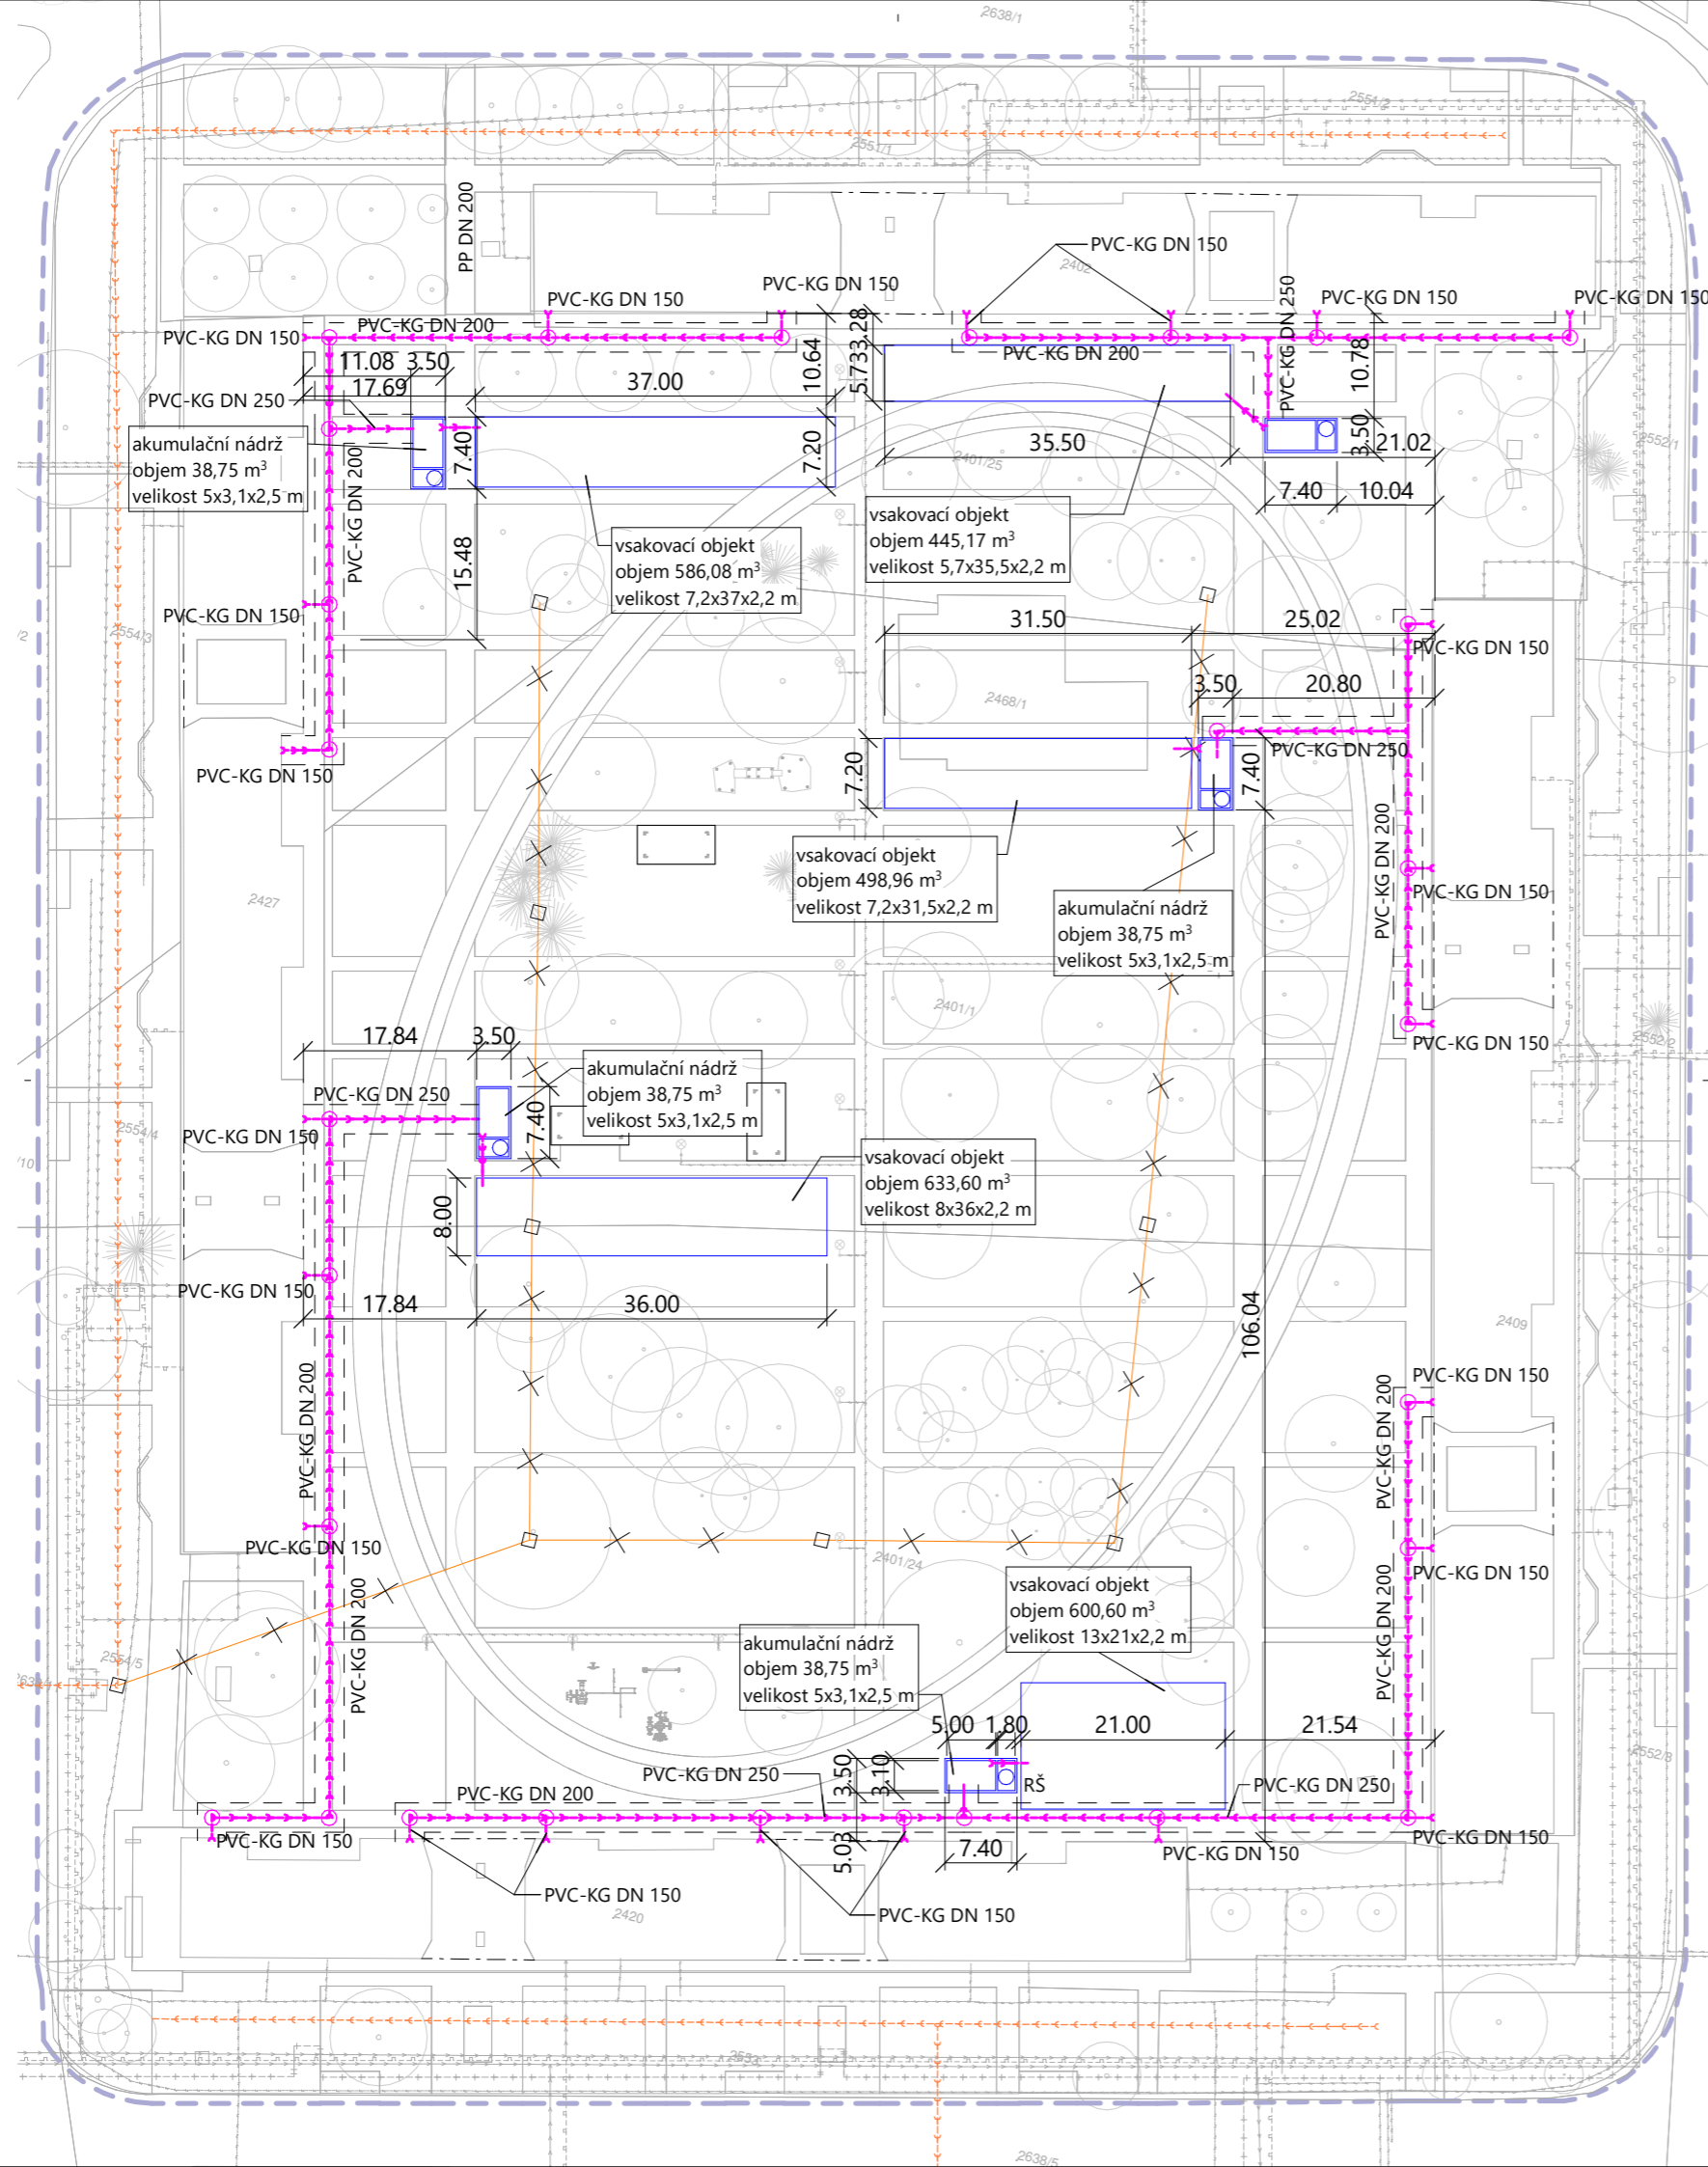 2638/1
2551/2
2551/1
PP DN 200
PVC-KG DN 150
2402
PVC-KG DN 150
PVC-KG DN 150
PVC-KG DN 250
PVC-KG DN 150
PVC-KG DN 150
PVC-KG DN 150
PVC-KG DN 200
PVC-KG DN 200
11.08
3.50
17.69
37.00
10.64
3.28
5.73
10.78
PVC-KG DN 250
akumulační nádrž
objem 38,75 m³
velikost 5x3,1x2,5 m
7.40
7.20
35.50
3.50
21.02
2552/1
2401/25
7.40
10.04
PVC-KG DN 200
vsakovací objekt
objem 445,17 m³
velikost 5,7x35,5x2,2 m
vsakovací objekt
objem 586,08 m³
velikost 7,2x37x2,2 m
15.48
PVC-KG DN 150
2554/3
31.50
25.02
PVC-KG DN 150
3.50
20.80
2468/1
PVC-KG DN 250
PVC-KG DN 150
7.20
7.40
PVC-KG DN 200
vsakovací objekt
objem 498,96 m³
velikost 7,2x31,5x2,2 m
PVC-KG DN 150
2427
akumulační nádrž
objem 38,75 m³
velikost 5x3,1x2,5 m
2401/1
17.84
3.50
PVC-KG DN 150
2552/2
akumulační nádrž
objem 38,75 m³
velikost 5x3,1x2,5 m
PVC-KG DN 250
7.40
PVC-KG DN 150
2554/4
vsakovací objekt
objem 633,60 m³
velikost 8x36x2,2 m
8.00
PVC-KG DN 150
17.84
36.00
106.04
2409
PVC-KG DN 150
PVC-KG DN 200
PVC-KG DN 200
PVC-KG DN 150
2401/24
PVC-KG DN 150
PVC-KG DN 200
PVC-KG DN 200
vsakovací objekt
objem 600,60 m³
velikost 13x21x2,2 m
akumulační nádrž
objem 38,75 m³
velikost 5x3,1x2,5 m
2554/5
5.00
1.80
21.00
21.54
2552/3
3.50
3.10
PVC-KG DN 250
RŠ
PVC-KG DN 250
PVC-KG DN 200
PVC-KG DN 150
5.03
7.40
PVC-KG DN 150
PVC-KG DN 150
PVC-KG DN 150
PVC-KG DN 150
2420
2638/5